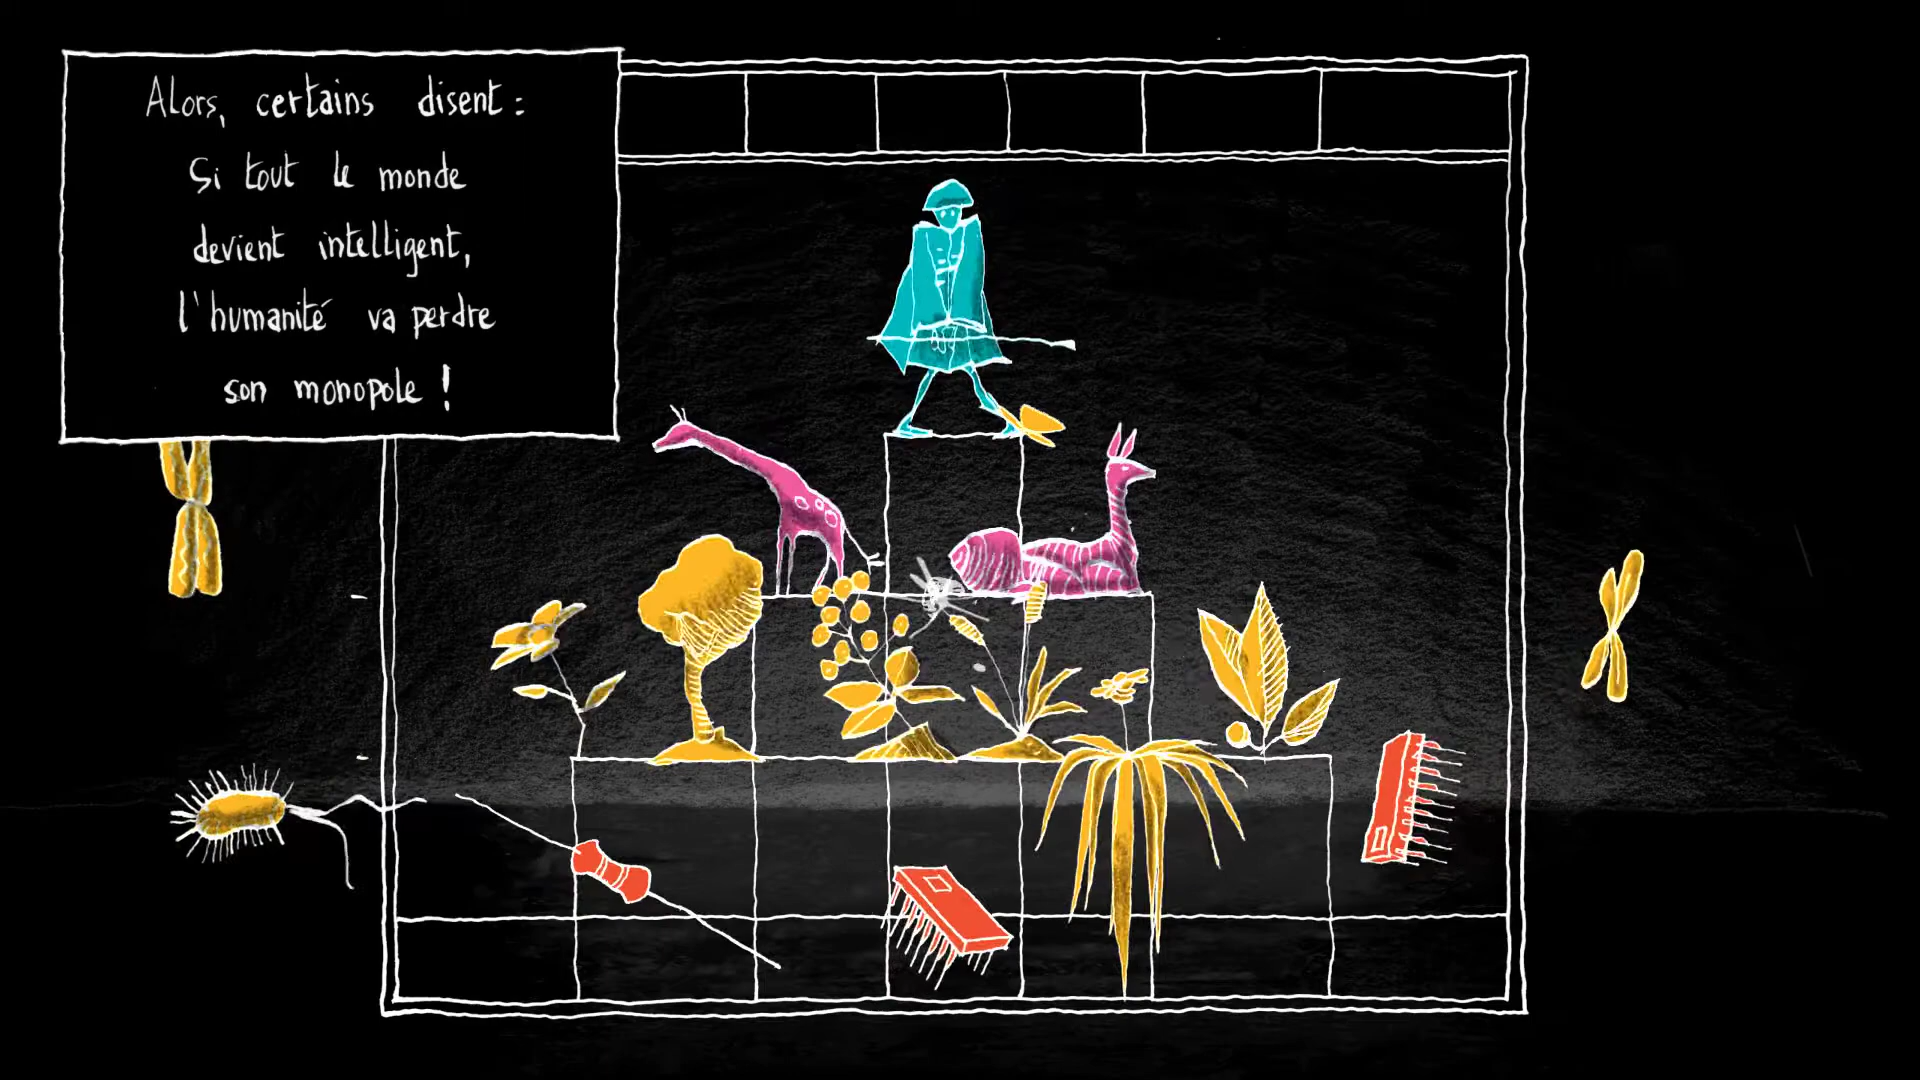 Alors, certains disent :
Si tout le monde
devient intelligent,
l'humanité va perdre
son monopole !